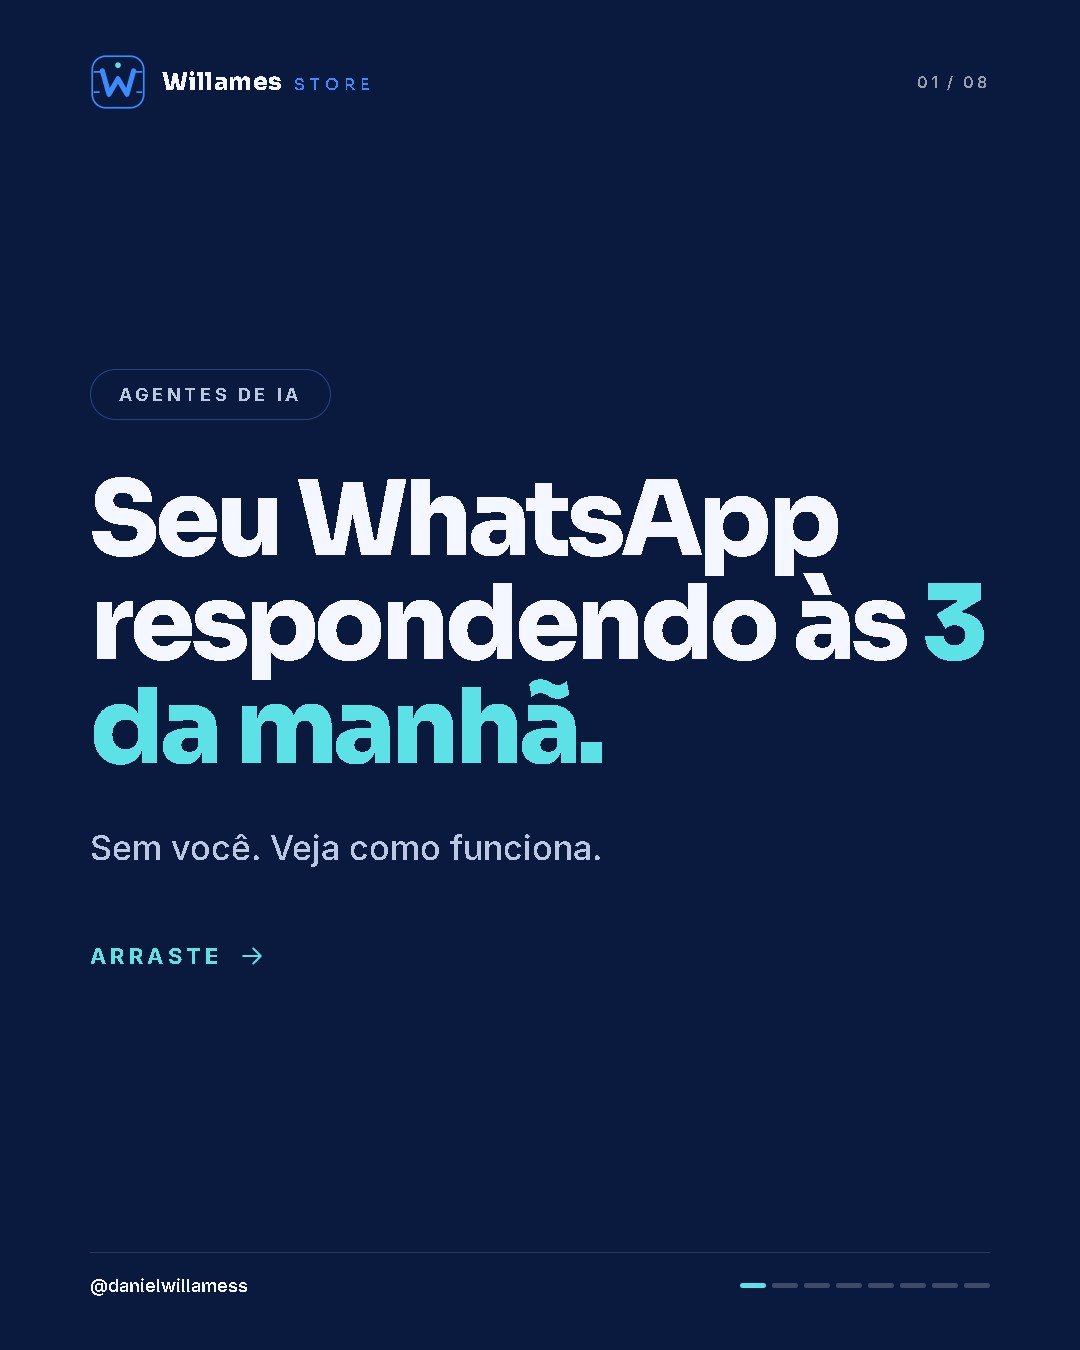 W Willames STORE
01 / 08
AGENTES DE IA
Seu WhatsApp
respondendo às 3
da manhã.
Sem você. Veja como funciona.
ARRASTE →
@danielwillamess